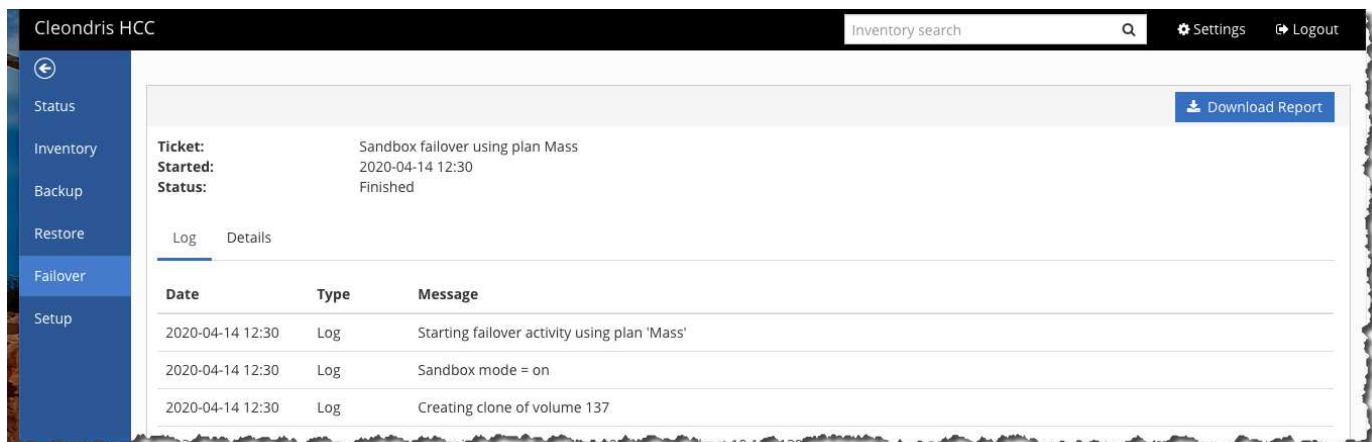 Cleondris HCC
Inventory search
Settings
Logout
Status
Inventory
Backup
Restore
Failover
Setup
Download Report
Ticket: Sandbox failover using plan Mass
Started: 2020-04-14 12:30
Status: Finished
Log Details
Date Type Message
2020-04-14 12:30 Log Starting failover activity using plan 'Mass'
2020-04-14 12:30 Log Sandbox mode = on
2020-04-14 12:30 Log Creating clone of volume 137